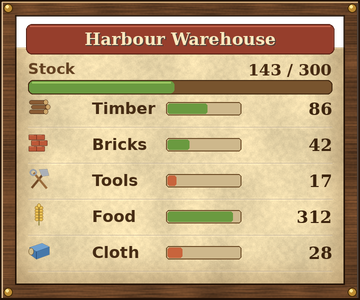 Harbour Warehouse
Stock 143 / 300
Timber 86
Bricks 42
Tools 17
Food 312
Cloth 28